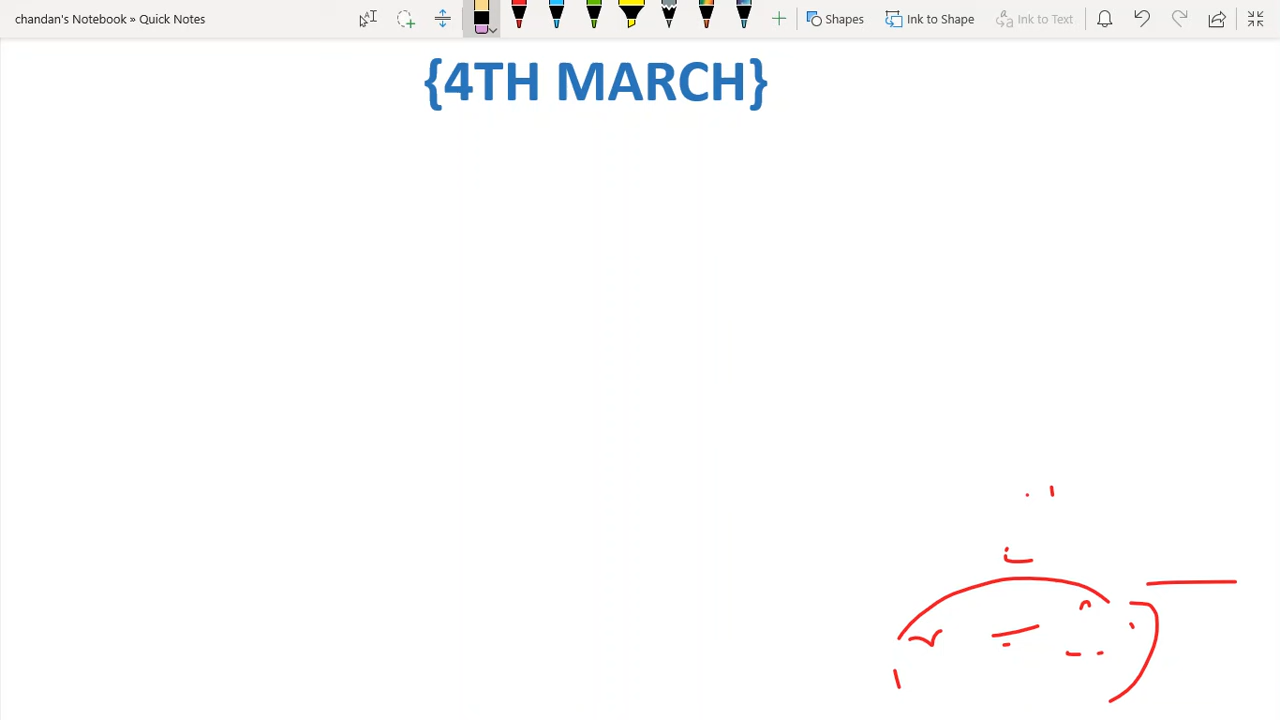 chandan's Notebook » Quick Notes Shapes Ink to Shape Ink to Text
{4TH MARCH}